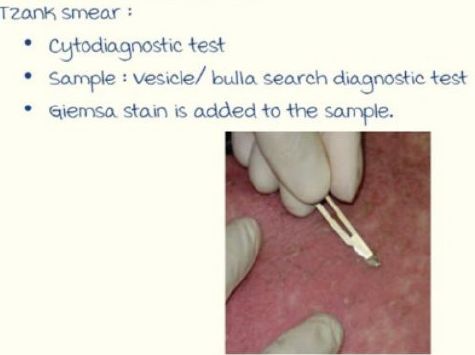 Tzank smear :
• Cytodiagnostic test
• Sample : Vesicle/ bulla search diagnostic test
• Giemsa stain is added to the sample.